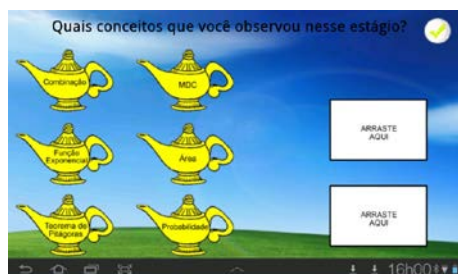 Quais conceitos que você observou nesse estágio?
Combinação
MDC
Função
Exponencial
Área
Teorema de
Pitágoras
Probabilidade
ARRASTE
AQUI
ARRASTE
AQUI
16h00